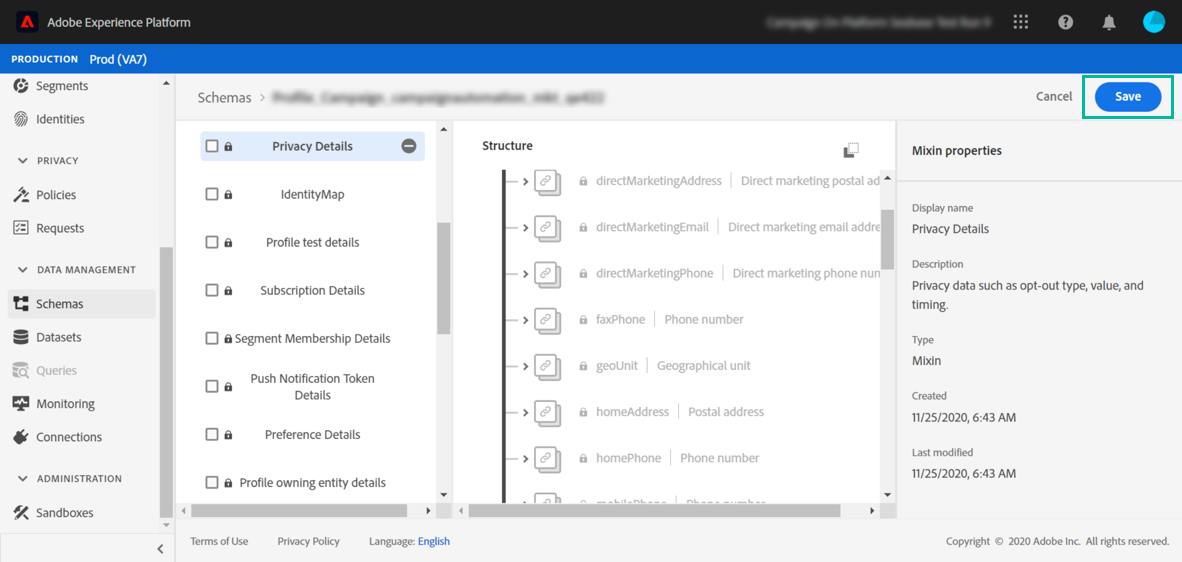 Adobe Experience Platform
PRODUCTION Prod (VA7)
Segments
Identities
PRIVACY
Policies
Requests
DATA MANAGEMENT
Schemas
Datasets
Queries
Monitoring
Connections
ADMINISTRATION
Sandboxes
Schemas
Cancel
Save
Privacy Details
IdentityMap
Profile test details
Subscription Details
Segment Membership Details
Push Notification Token
Details
Preference Details
Profile owning entity details
Structure
directMarketingAddress Direct marketing postal ad
directMarketingEmail Direct marketing email addre
directMarketingPhone Direct marketing phone num
faxPhone Phone number
geoUnit Geographical unit
homeAddress Postal address
homePhone Phone number
mobilePhone Phone number
Mixin properties
Display name
Privacy Details
Description
Privacy data such as opt-out type, value, and
timing.
Type
Mixin
Created
11/25/2020, 6:43 AM
Last modified
11/25/2020, 6:43 AM
Terms of Use Privacy Policy Language: English
Copyright © 2020 Adobe Inc. All rights reserved.